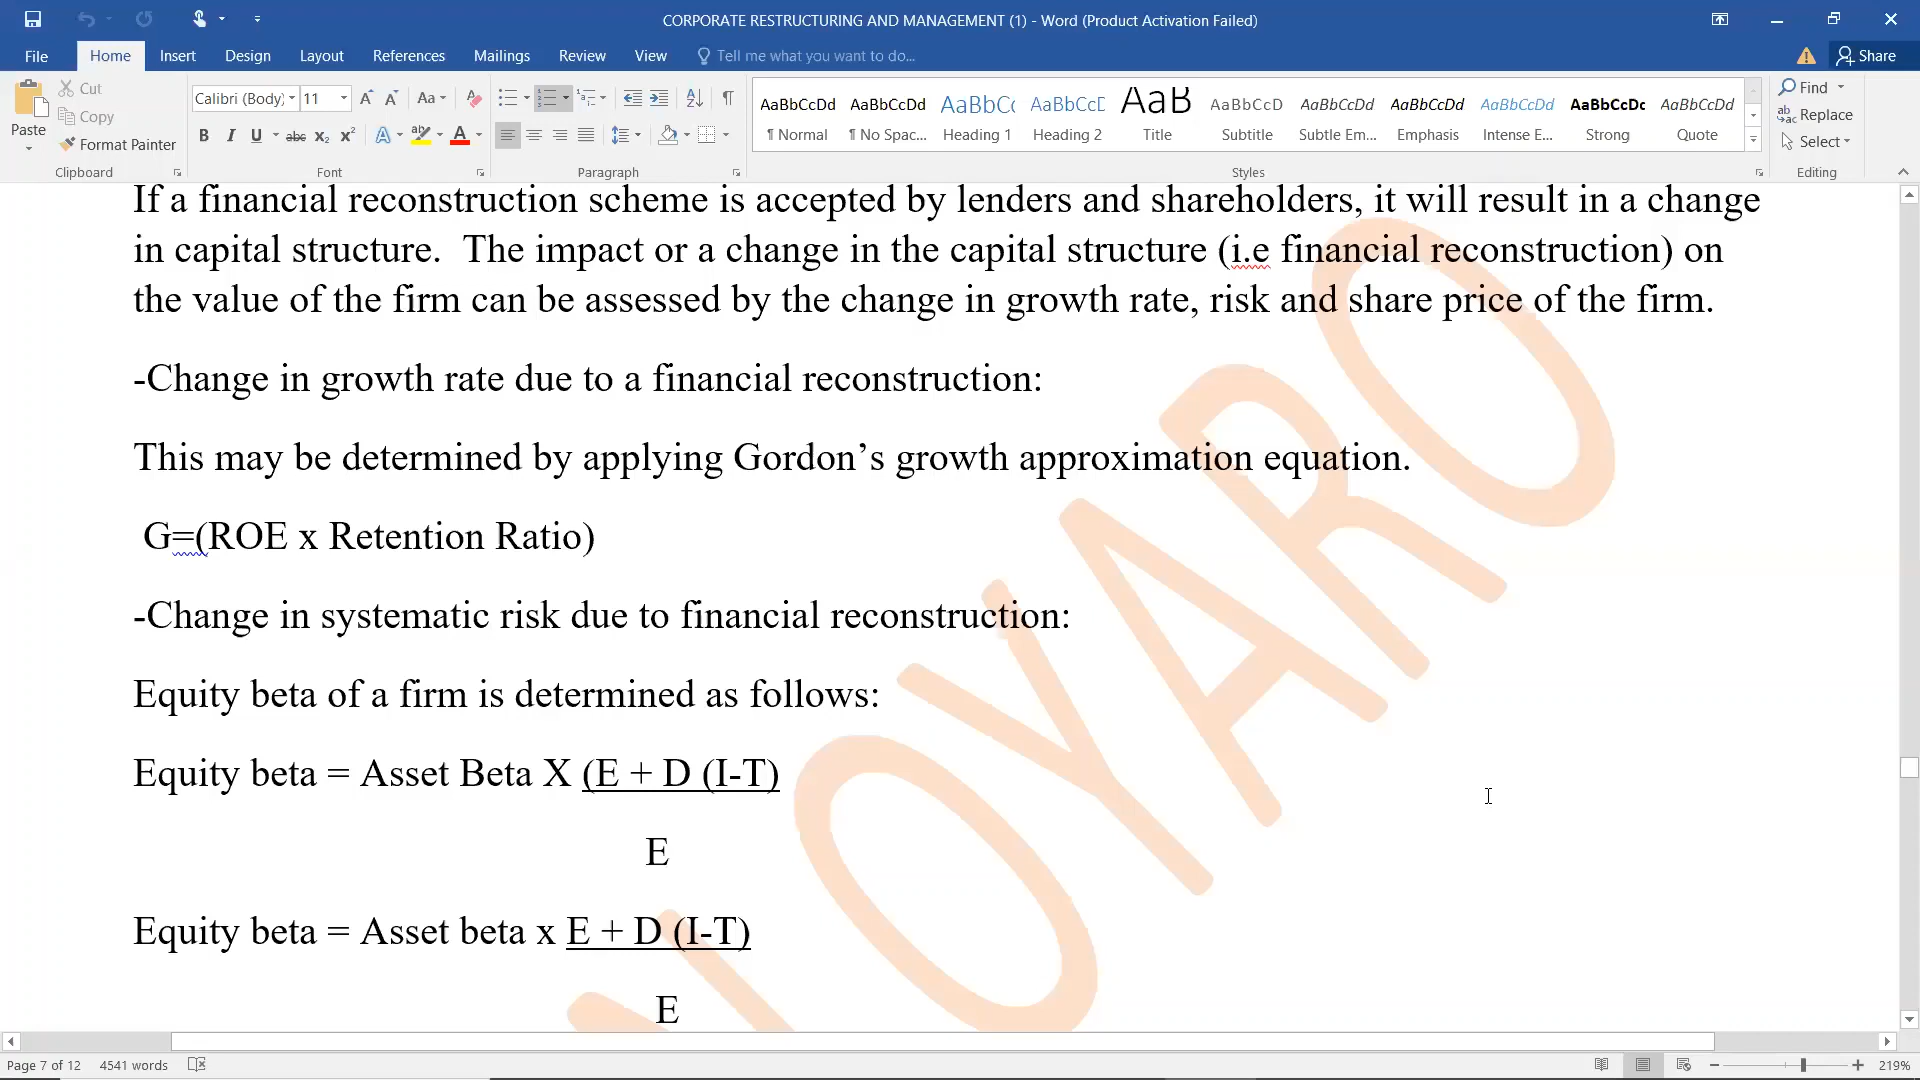 CORPORATE RESTRUCTURING AND MANAGEMENT (1) - Word (Product Activation Failed)
File Home Insert Design Layout References Mailings Review View Tell me what you want to do... Share
Cut
Copy
Paste
Format Painter
Clipboard
Calibri (Body) 11
Font
Paragraph
AaBbCcDd AaBbCcDd AaBbCc AaBbCcD AaB AaBbCcD AaBbCcDd AaBbCcDd AaBbCcDd AaBbCcDc AaBbCcDd
¶ Normal ¶ No Spac... Heading 1 Heading 2 Title Subtitle Subtle Em... Emphasis Intense E... Strong Quote
Styles
Find
Replace
Select
Editing
If a financial reconstruction scheme is accepted by lenders and shareholders, it will result in a change
in capital structure.  The impact or a change in the capital structure (i.e financial reconstruction) on
the value of the firm can be assessed by the change in growth rate, risk and share price of the firm.
-Change in growth rate due to a financial reconstruction:
This may be determined by applying Gordon’s growth approximation equation.
G=(ROE x Retention Ratio)
-Change in systematic risk due to financial reconstruction:
Equity beta of a firm is determined as follows:
Equity beta = Asset Beta X (E + D (I-T)
E
Equity beta = Asset beta x E + D (I-T)
E
OYARO
Page 7 of 12 4541 words 219%